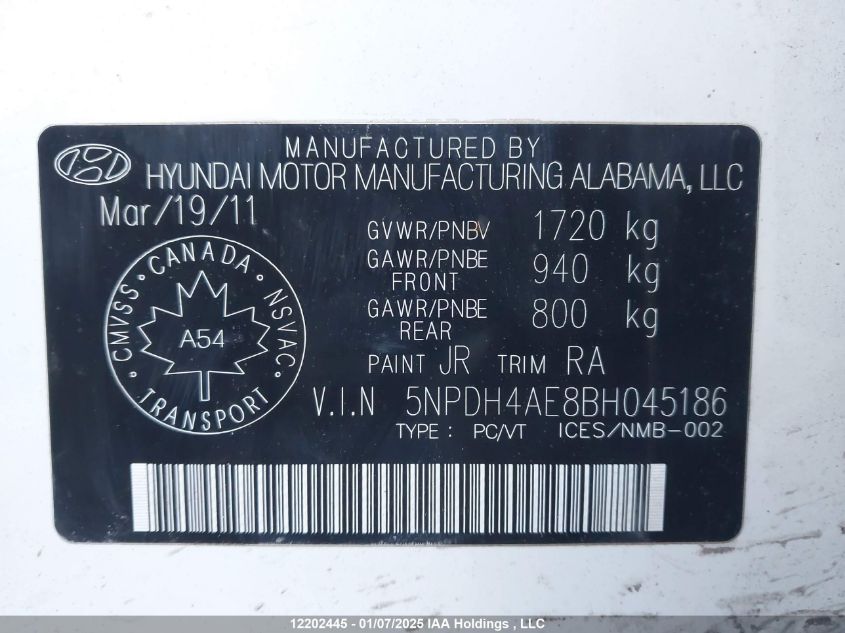 MANUFACTURED BY
HYUNDAI MOTOR MANUFACTURING ALABAMA, LLC
Mar/19/11
GVWR/PNBV 1720 kg
GAWR/PNBE FRONT 940 kg
GAWR/PNBE REAR 800 kg
CANADA
CMVSS · NSVAC
A54
TRANSPORT
PAINT JR TRIM RA
V.I.N 5NPDH4AE8BH045186
TYPE : PC/VT ICES/NMB-002
12202445 - 01/07/2025 IAA Holdings , LLC